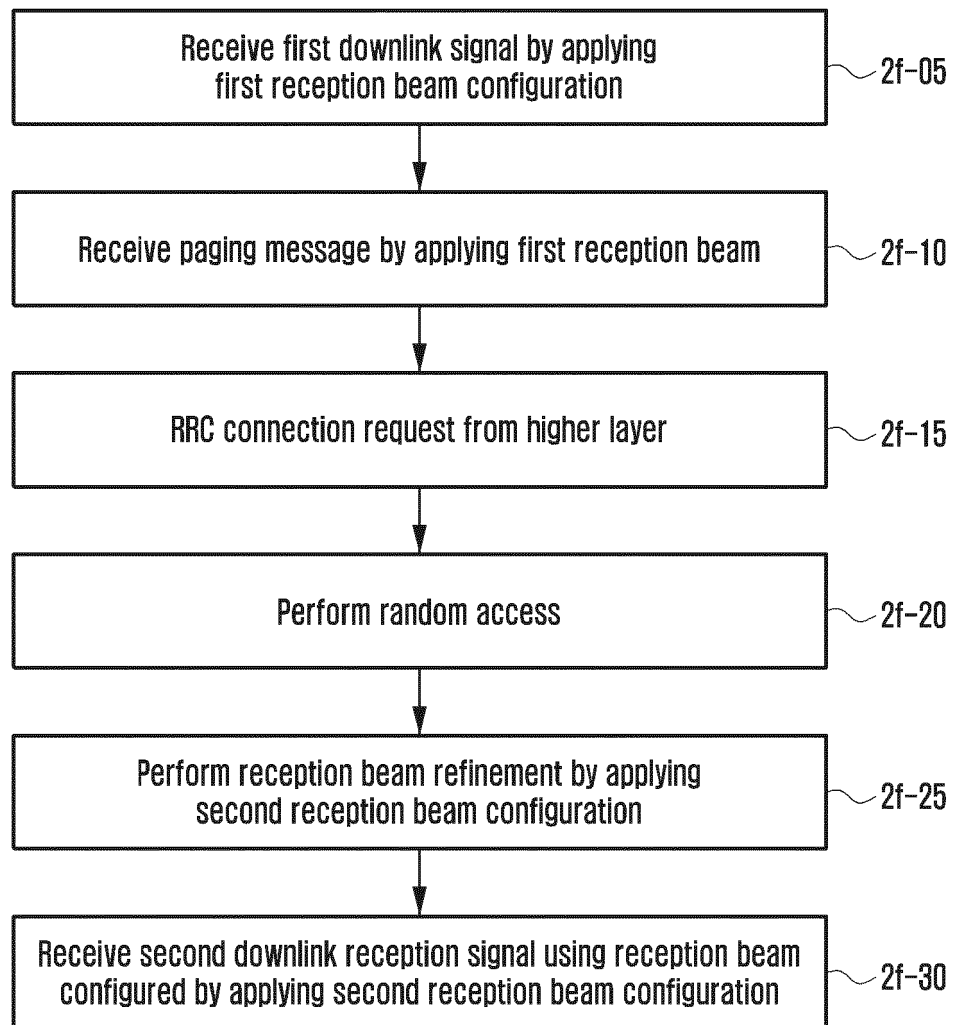 Receive first downlink signal by applying
first reception beam configuration
2f-05
Receive paging message by applying first reception beam
2f-10
RRC connection request from higher layer
2f-15
Perform random access
2f-20
Perform reception beam refinement by applying
second reception beam configuration
2f-25
Receive second downlink reception signal using reception beam
configured by applying second reception beam configuration
2f-30